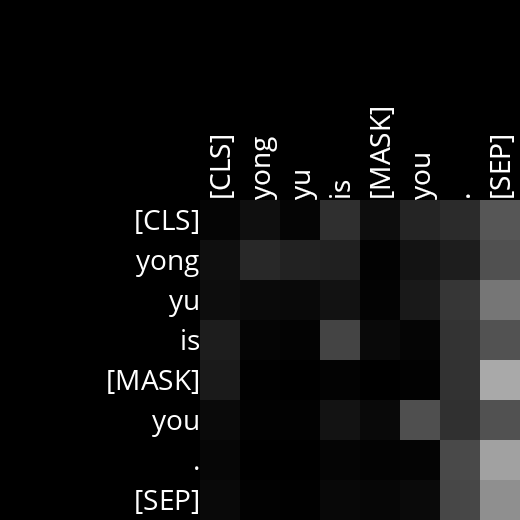 [CLS] yong yu is [MASK] you . [SEP]
[CLS]
yong
yu
is
[MASK]
you
.
[SEP]